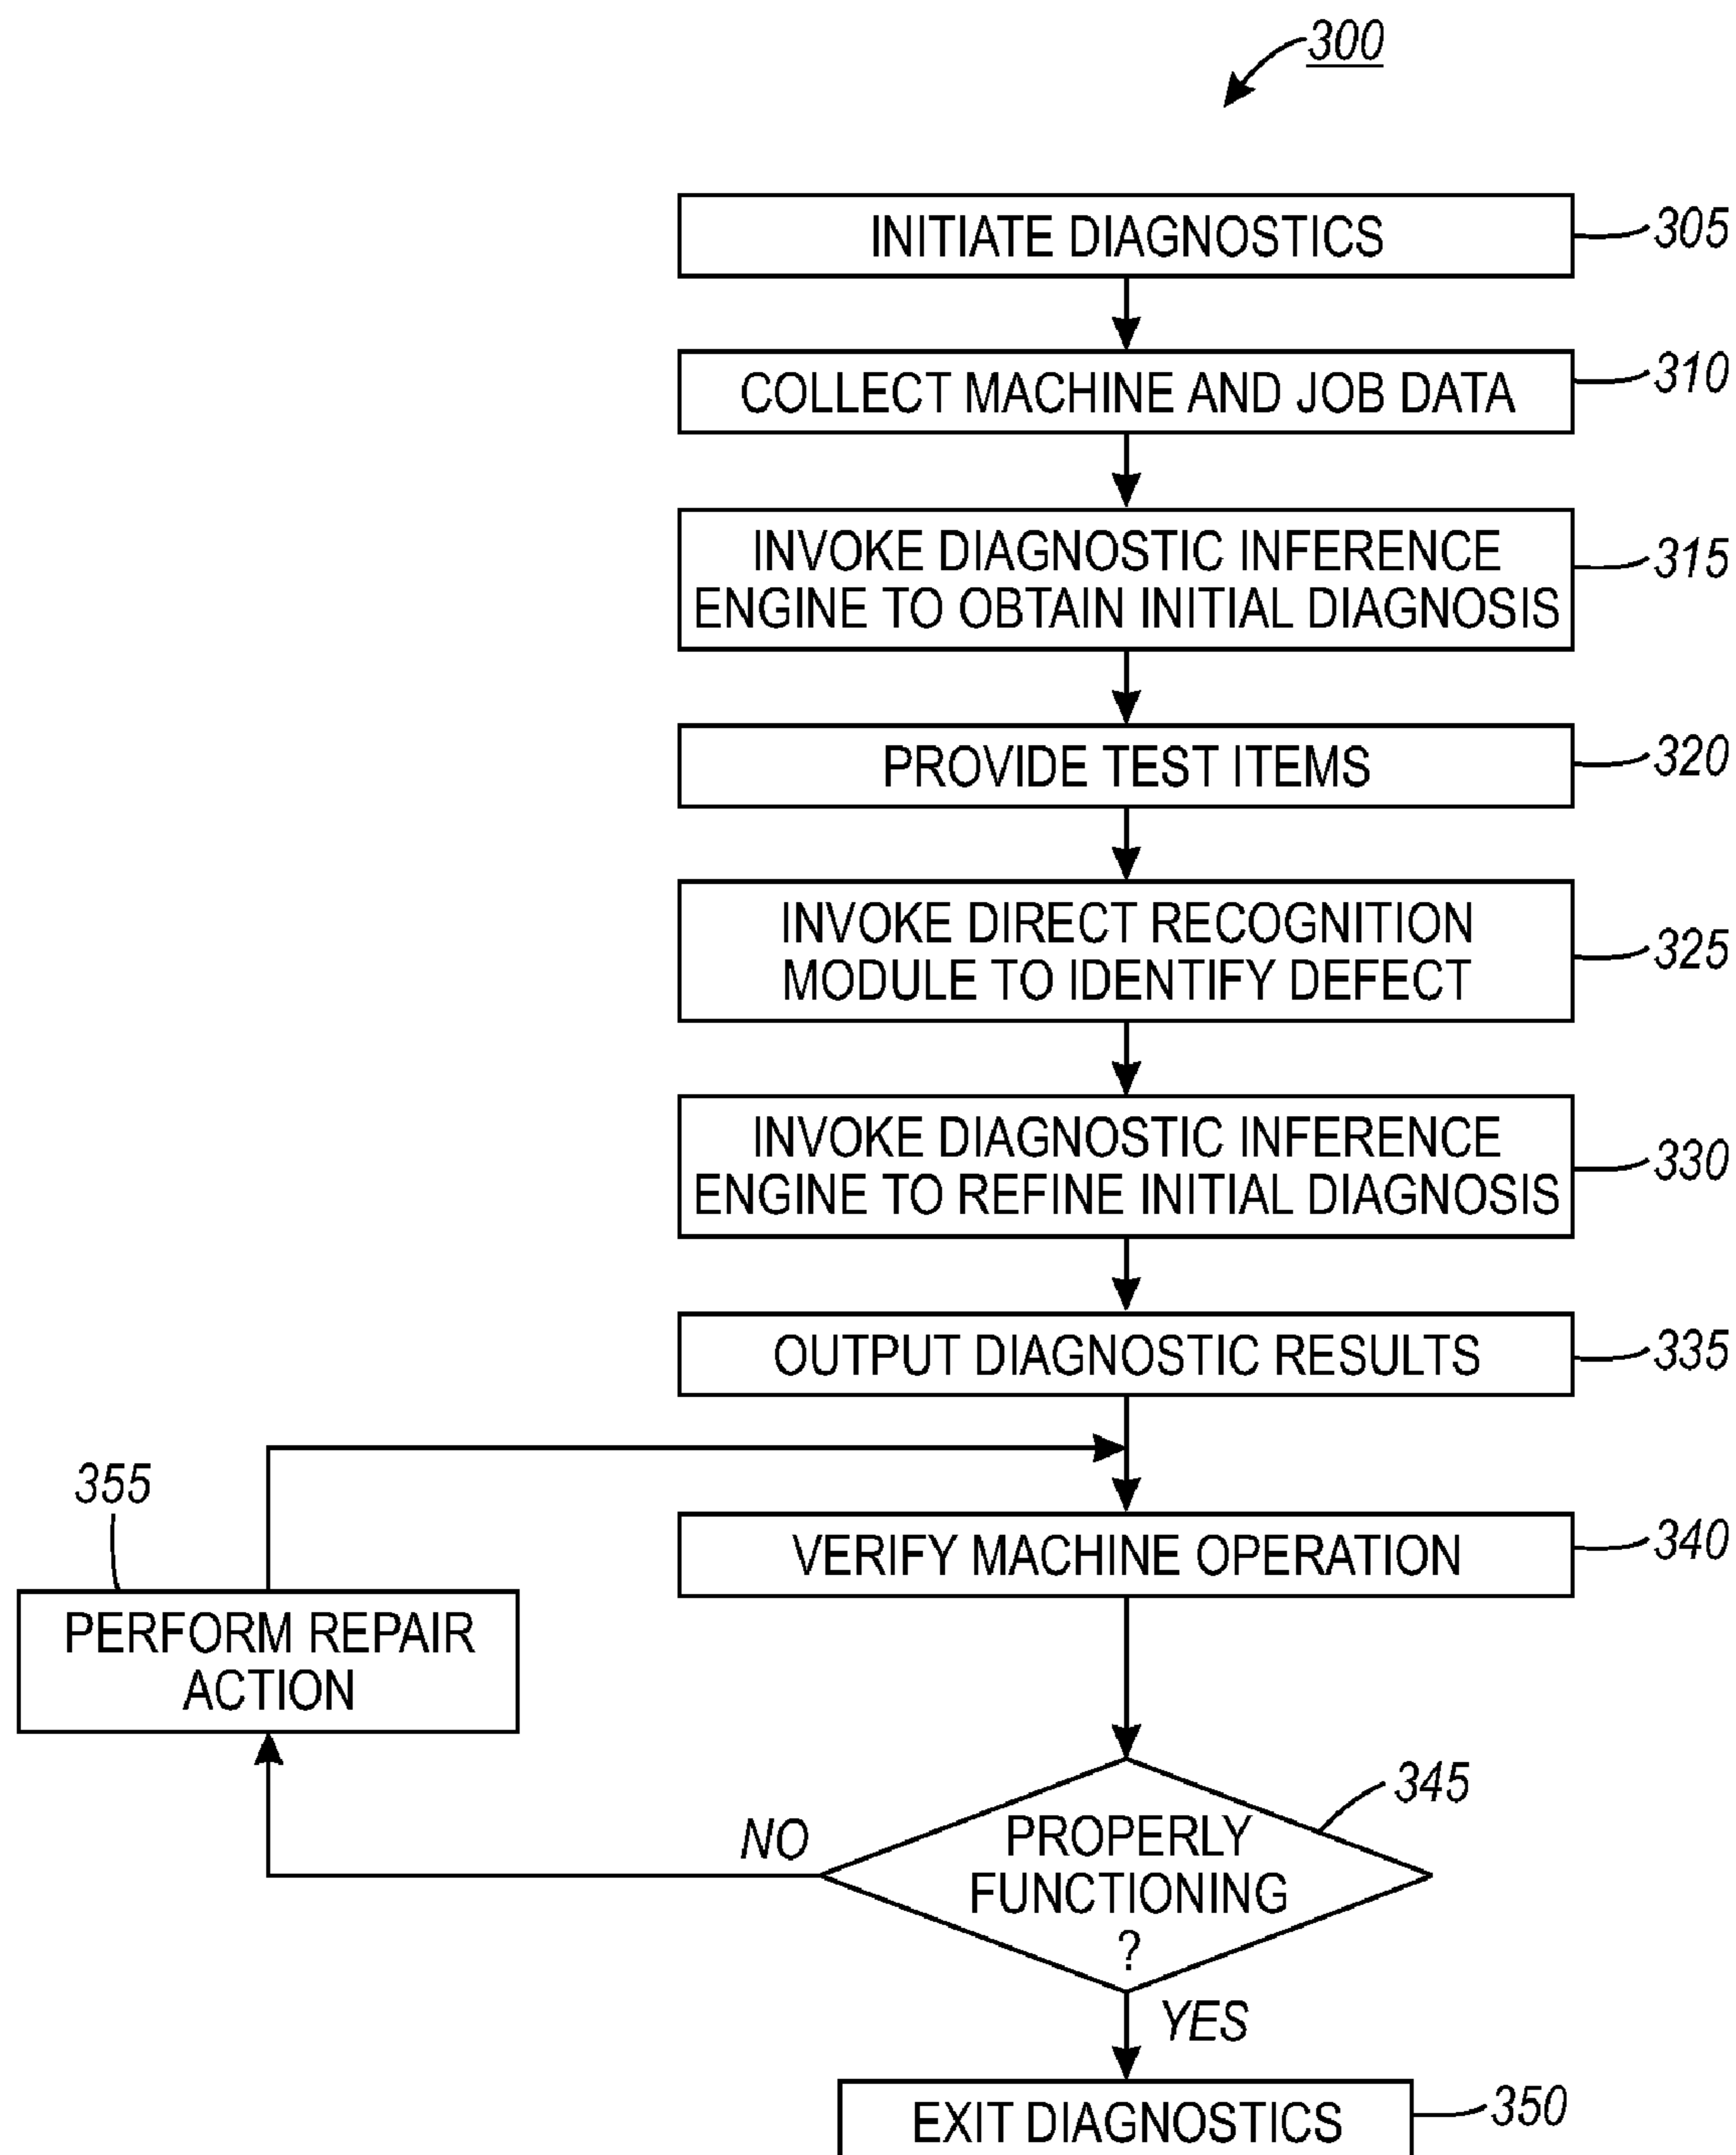 300
INITIATE DIAGNOSTICS
305
COLLECT MACHINE AND JOB DATA
310
INVOKE DIAGNOSTIC INFERENCE
ENGINE TO OBTAIN INITIAL DIAGNOSIS
315
PROVIDE TEST ITEMS
320
INVOKE DIRECT RECOGNITION
MODULE TO IDENTIFY DEFECT
325
INVOKE DIAGNOSTIC INFERENCE
ENGINE TO REFINE INITIAL DIAGNOSIS
330
OUTPUT DIAGNOSTIC RESULTS
335
355
VERIFY MACHINE OPERATION
340
PERFORM REPAIR
ACTION
345
NO
PROPERLY
FUNCTIONING
?
YES
EXIT DIAGNOSTICS
350